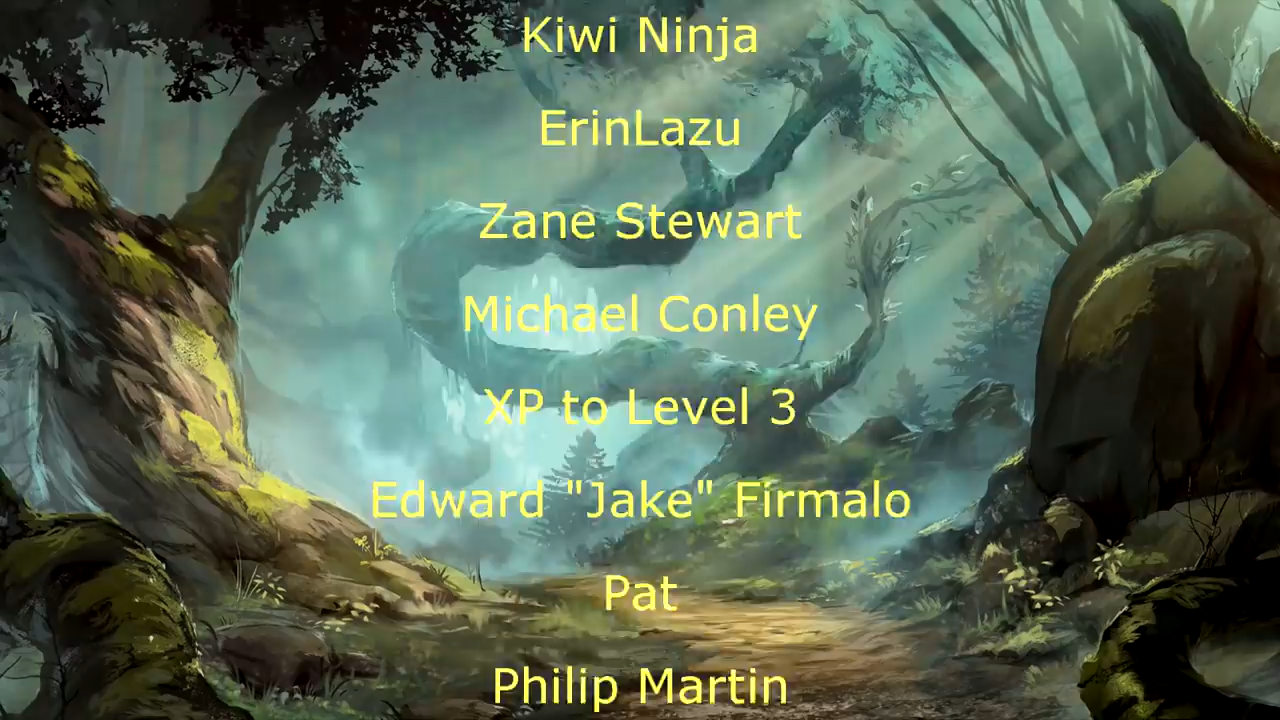 Kiwi Ninja
ErinLazu
Zane Stewart
Michael Conley
XP to Level 3
Edward "Jake" Firmalo
Pat
Philip Martin